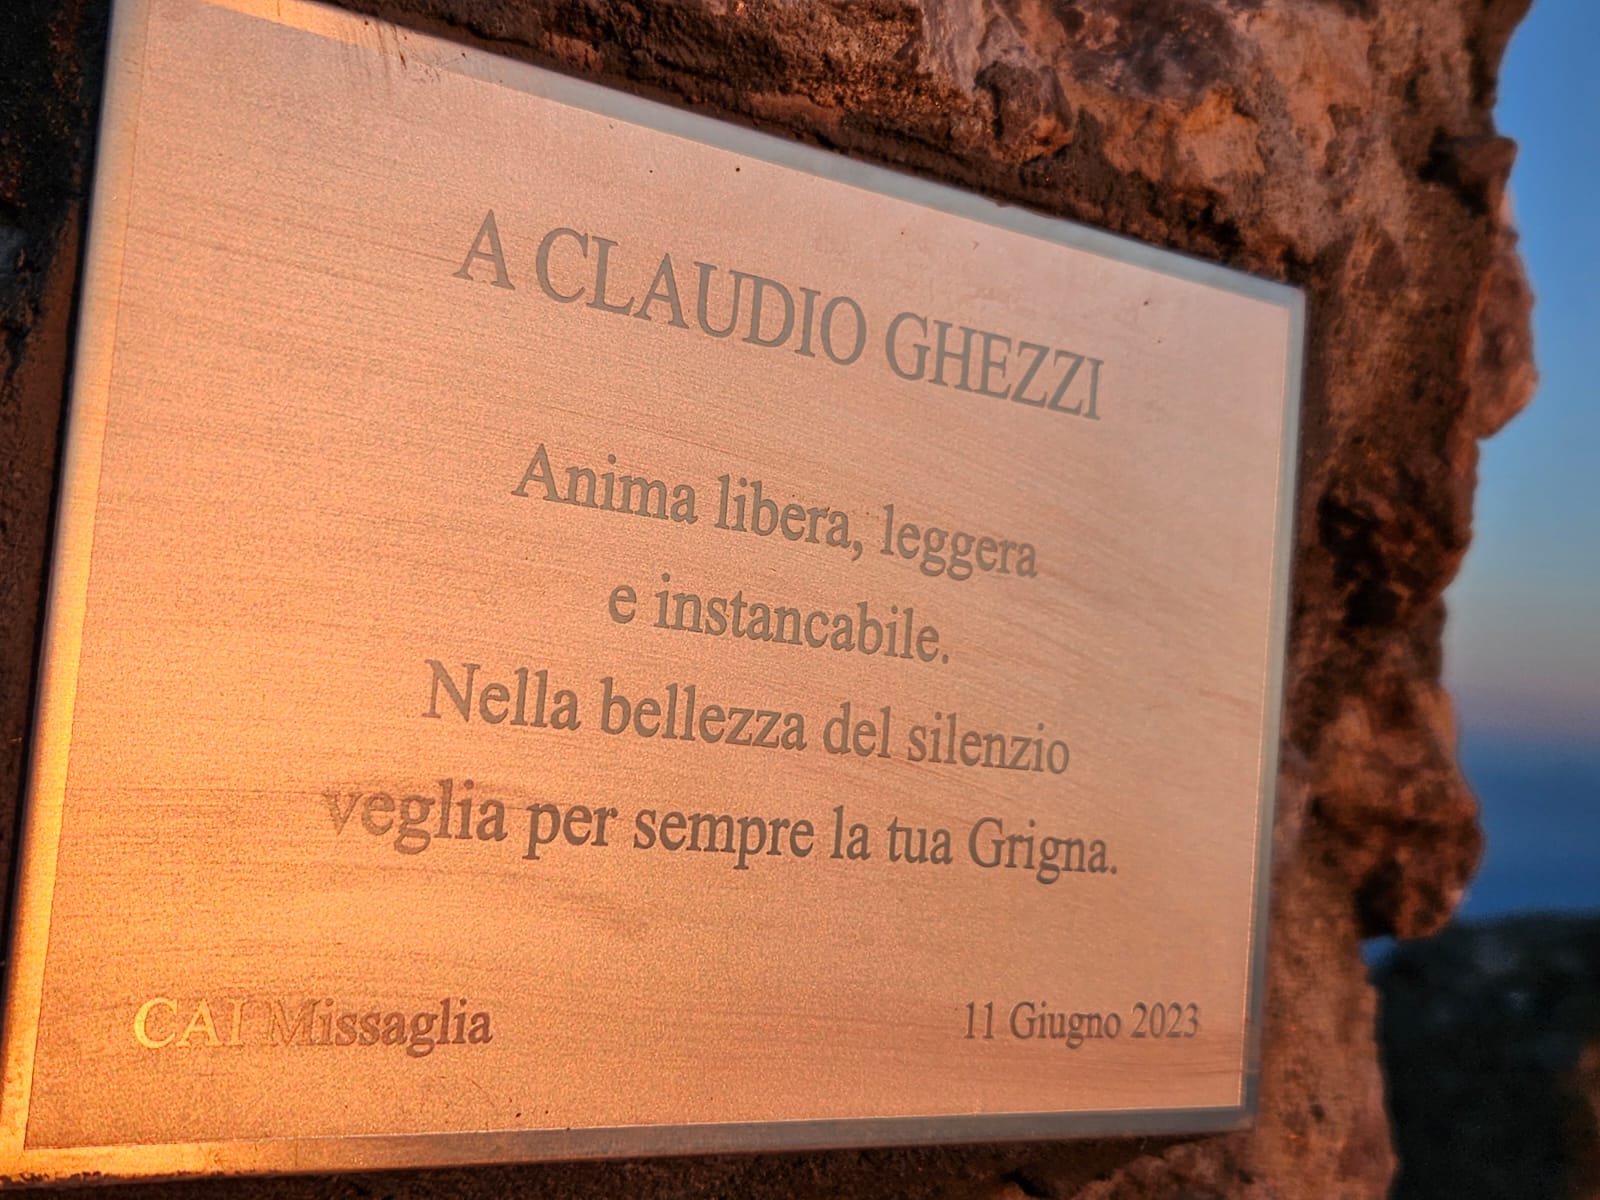 A CLAUDIO GHEZZI
Anima libera, leggera
e instancabile.
Nella bellezza del silenzio
veglia per sempre la tua Grigna.
CAI Missaglia
11 Giugno 2023